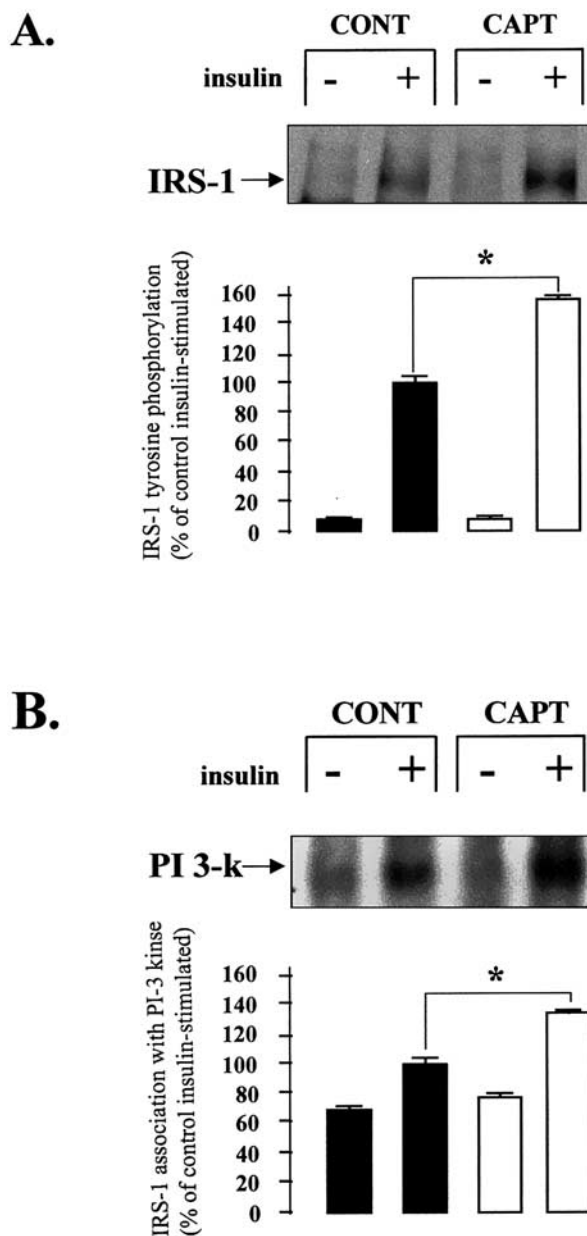 A.
CONT CAPT
insulin - + - +
IRS-1
*
160
140
120
100
80
60
40
20
0
IRS-1 tyrosine phosphorylation
(% of control insulin-stimulated)
B.
CONT CAPT
insulin - + - +
PI 3-k
*
160
140
120
100
80
60
40
20
0
IRS-1 association with PI-3 kinse
(% of control insulin-stimulated)